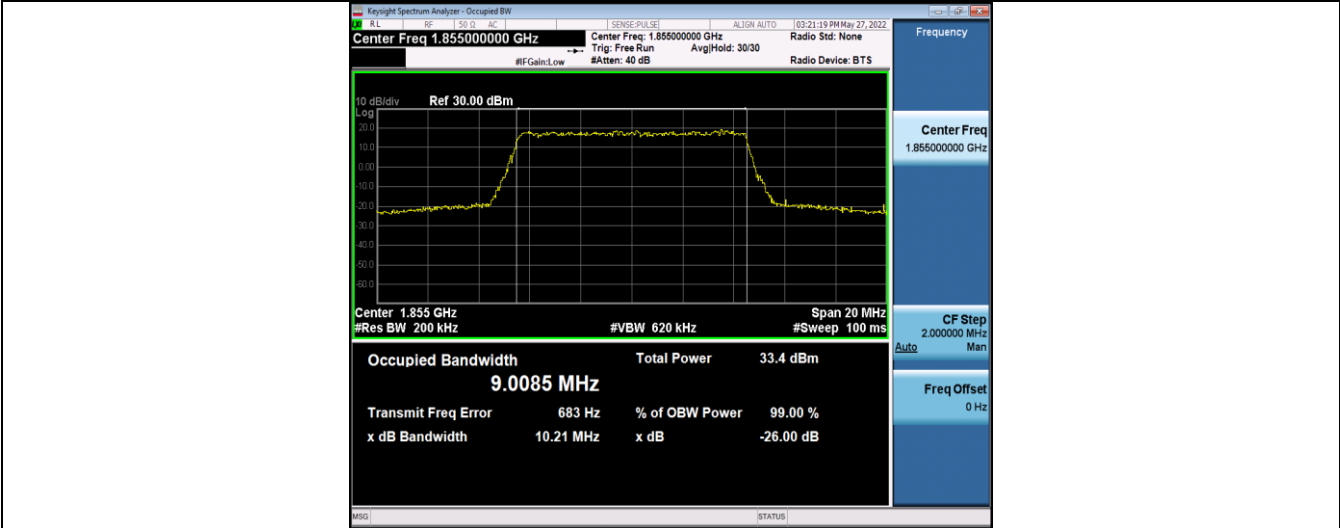 Keysight Spectrum Analyzer - Occupied BW
RL RF 50 Ω AC SENSE:PULSE ALIGN AUTO 03:21:19 PM May 27, 2022
Center Freq 1.855000000 GHz
Center Freq: 1.855000000 GHz Radio Std: None
Trig: Free Run Avg|Hold: 30/30
#IFGain:Low #Atten: 40 dB Radio Device: BTS
10 dB/div Ref 30.00 dBm
Log
20.0
10.0
0.00
-10.0
-20.0
-30.0
-40.0
-50.0
-60.0
Center 1.855 GHz Span 20 MHz
#Res BW 200 kHz #VBW 620 kHz #Sweep 100 ms
Occupied Bandwidth Total Power 33.4 dBm
9.0085 MHz
Transmit Freq Error 683 Hz % of OBW Power 99.00 %
x dB Bandwidth 10.21 MHz x dB -26.00 dB
MSG STATUS
Frequency
Center Freq
1.855000000 GHz
CF Step
2.000000 MHz
Auto Man
Freq Offset
0 Hz